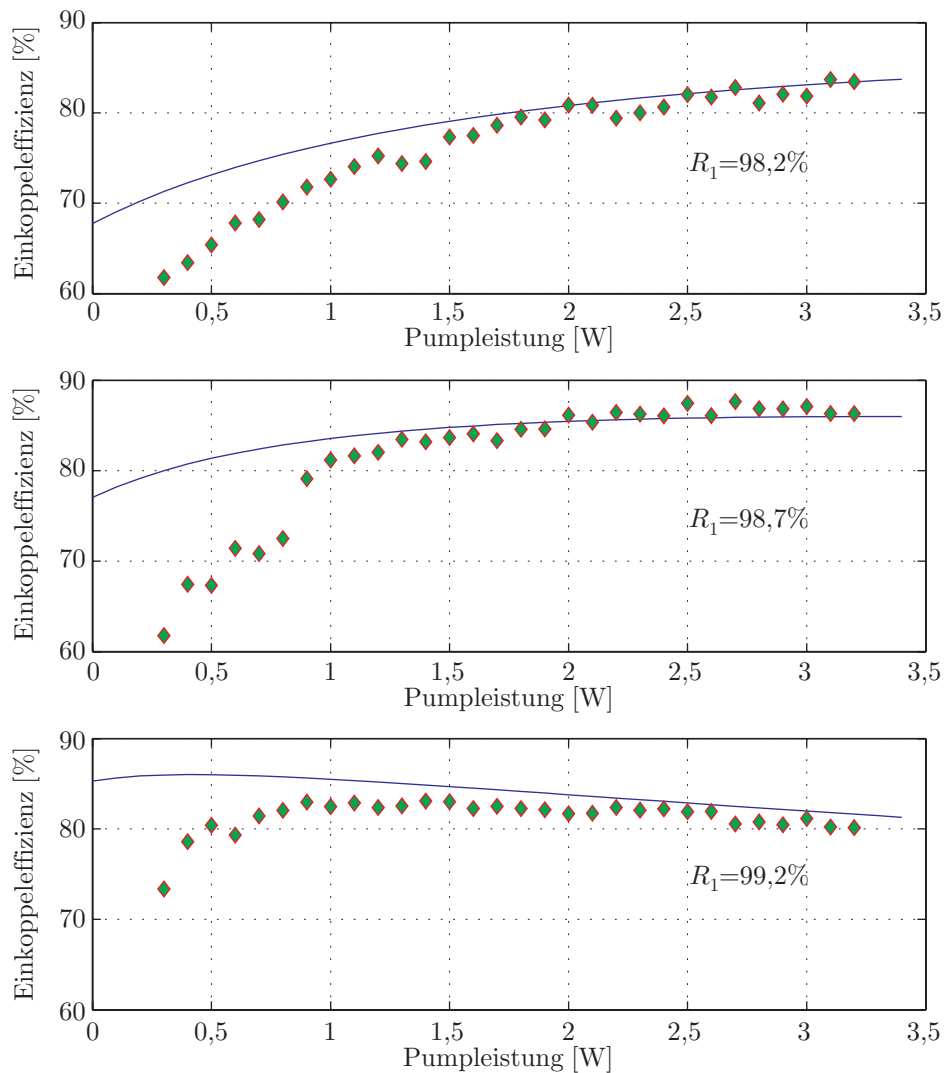 90
80
70
60
Einkoppeleffizienz [%]
R1=98,2%
0 0,5 1 1,5 2 2,5 3 3,5
Pumpleistung [W]
90
80
70
60
Einkoppeleffizienz [%]
R1=98,7%
0 0,5 1 1,5 2 2,5 3 3,5
Pumpleistung [W]
90
80
70
60
Einkoppeleffizienz [%]
R1=99,2%
0 0,5 1 1,5 2 2,5 3 3,5
Pumpleistung [W]